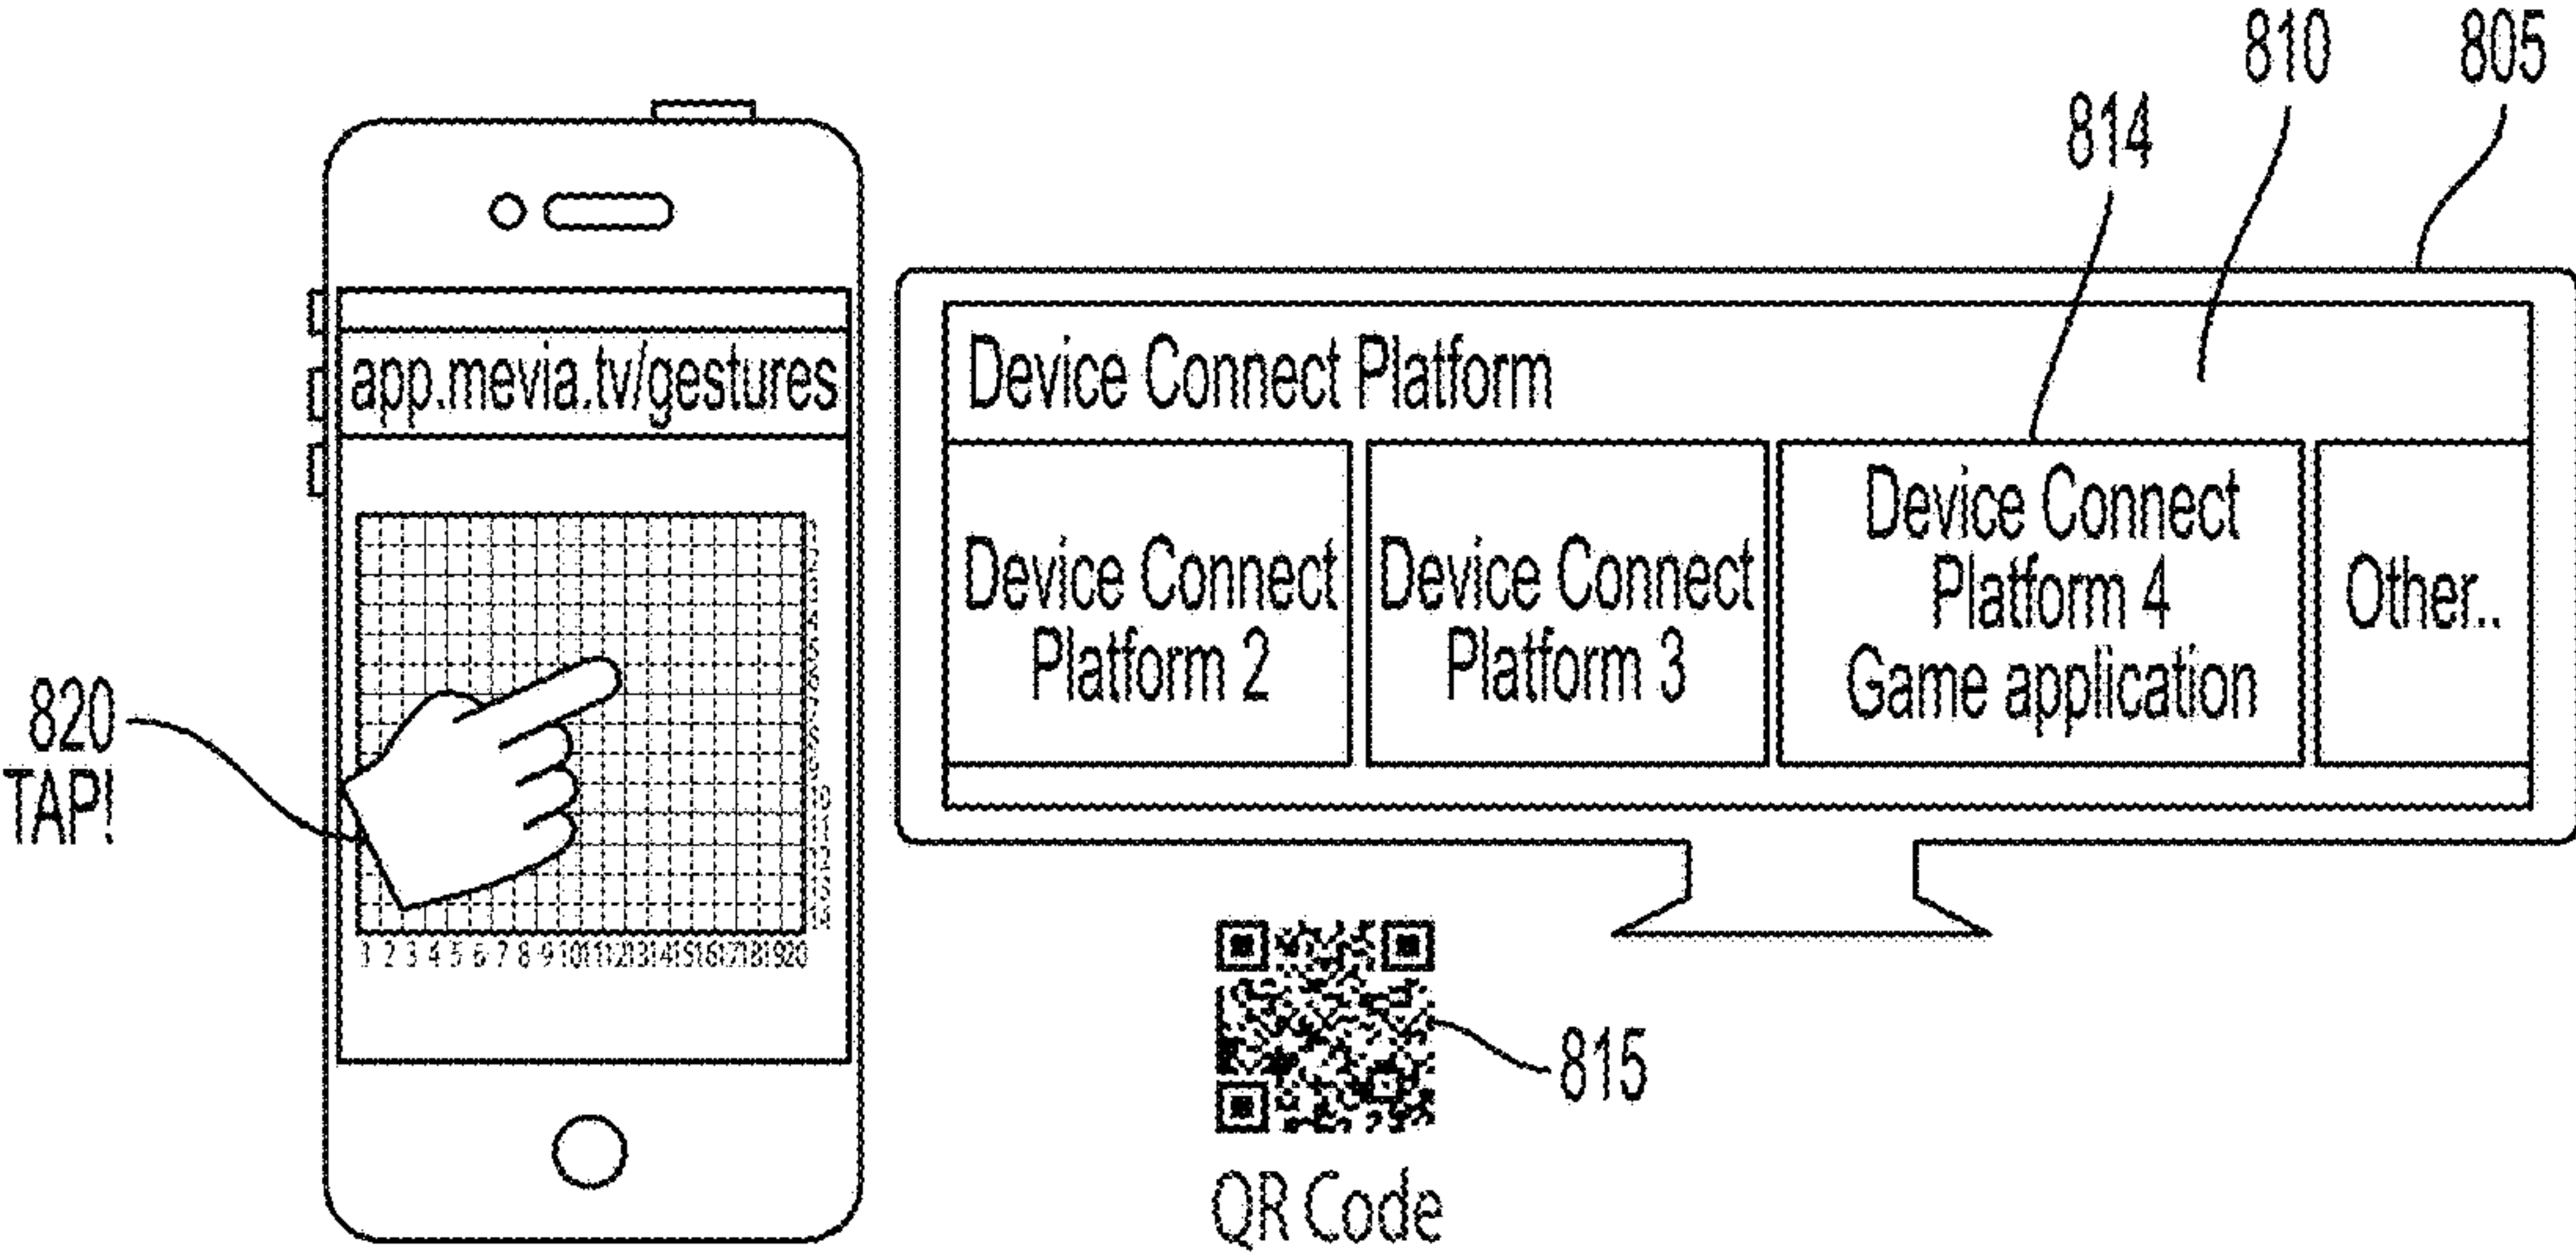 810
805
814
app.mevia.tv/gestures
Device Connect Platform
Device Connect
Platform 2
Device Connect
Platform 3
Device Connect
Platform 4
Game application
Other..
820
TAP!
1 2 3 4 5 6 7 8 9 10 11 12 13 14 15 16 17 18 19 20
815
QR Code